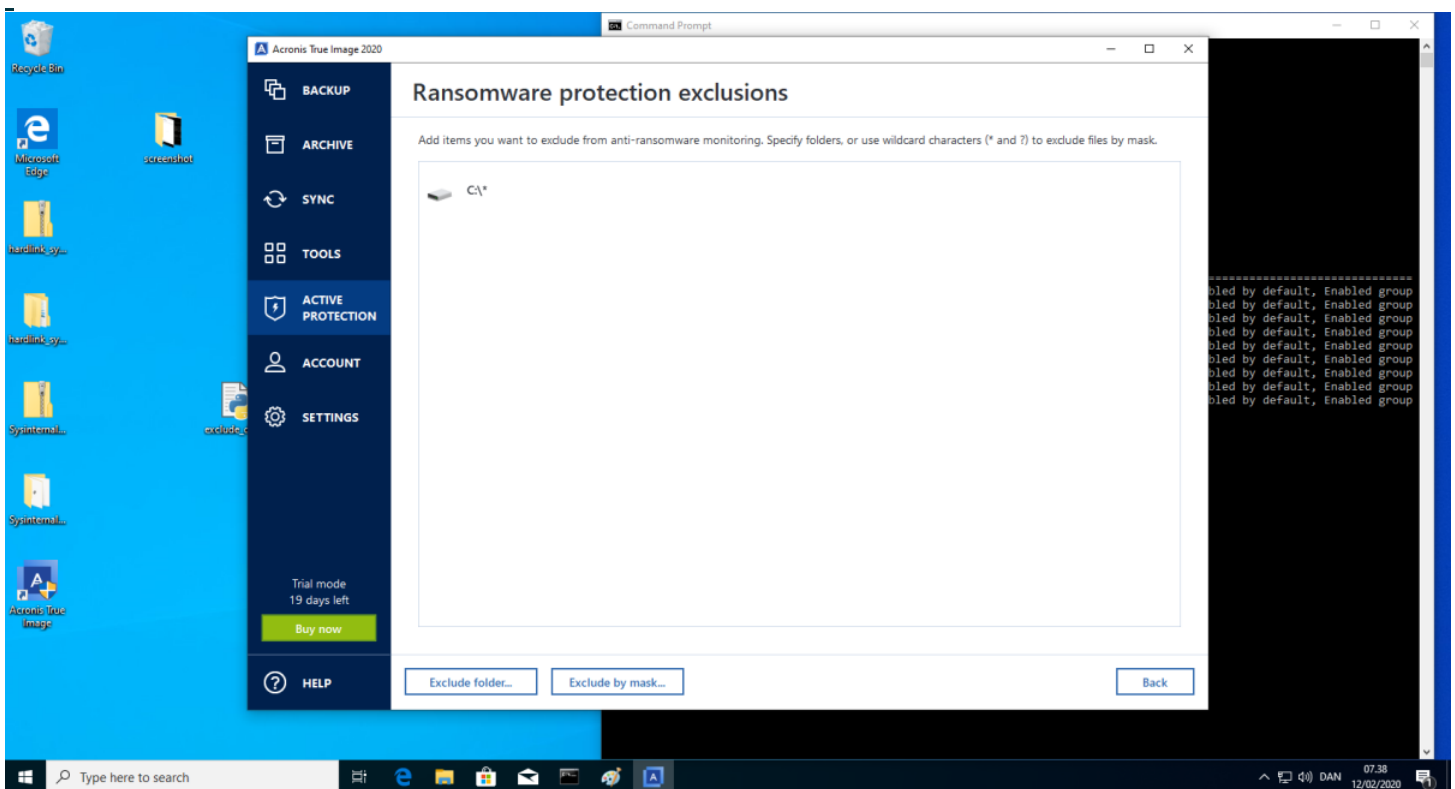 Command Prompt
Recycle Bin
Microsoft
Edge
screenshot
hardlink_sy...
hardlink_sy...
Sysinternal...
exclude_
Sysinternal...
Acronis True
Image
Acronis True Image 2020
BACKUP
ARCHIVE
SYNC
TOOLS
ACTIVE
PROTECTION
ACCOUNT
SETTINGS
Trial mode
19 days left
Buy now
HELP
Ransomware protection exclusions
Add items you want to exclude from anti-ransomware monitoring. Specify folders, or use wildcard characters (* and ?) to exclude files by mask.
C:\*
Exclude folder...
Exclude by mask...
Back
==============================
bled by default, Enabled group
bled by default, Enabled group
bled by default, Enabled group
bled by default, Enabled group
bled by default, Enabled group
bled by default, Enabled group
bled by default, Enabled group
bled by default, Enabled group
bled by default, Enabled group
Type here to search
DAN
07.38
12/02/2020